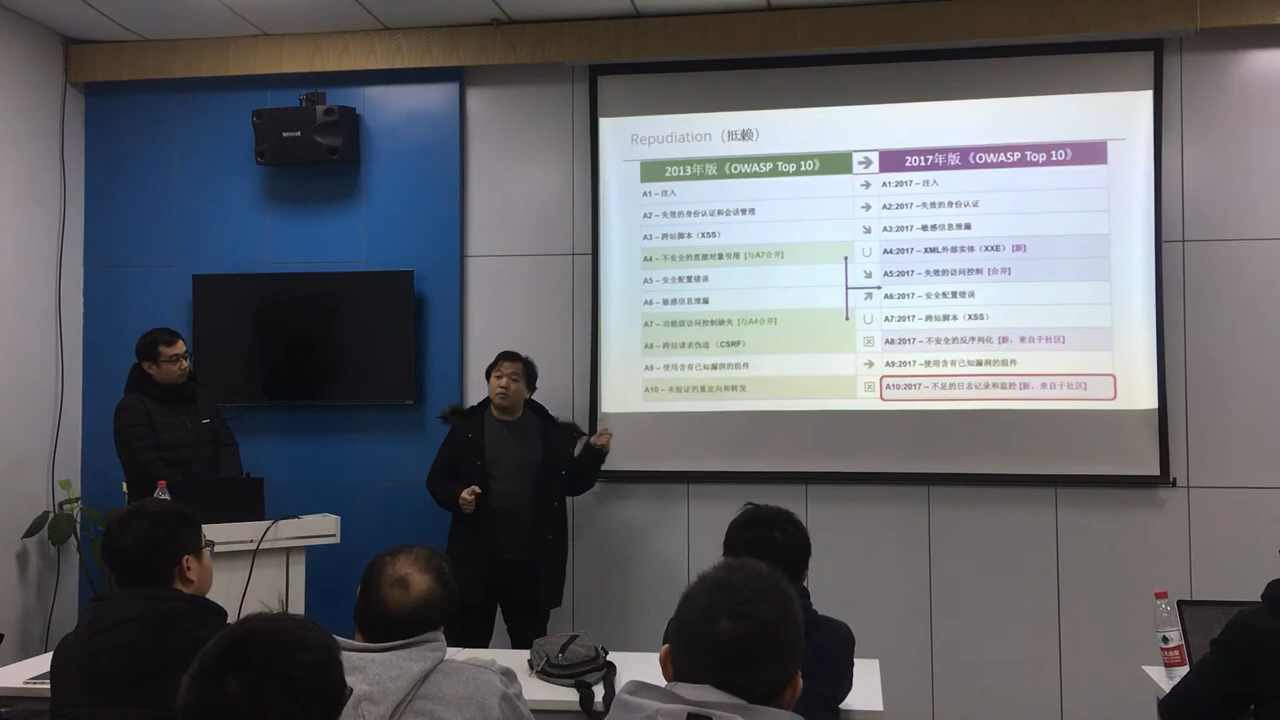 Repudiation（抵赖）
2013年版《OWASP Top 10》 → 2017年版《OWASP Top 10》
A1 – 注入 → A1:2017 – 注入
A2 – 失效的身份认证和会话管理 → A2:2017 –失效的身份认证
A3 – 跨站脚本（XSS） ↘ A3:2017 –敏感信息泄漏
A4 – 不安全的直接对象引用 [与A7合并] U A4:2017 – XML外部实体（XXE）[新]
A5 – 安全配置错误 ↘ A5:2017 – 失效的访问控制 [合并]
A6 – 敏感信息泄漏 ↗ A6:2017 – 安全配置错误
A7 – 功能级访问控制缺失 [与A4合并] U A7:2017 – 跨站脚本（XSS）
A8 – 跨站请求伪造（CSRF） ☒ A8:2017 – 不安全的反序列化 [新，来自于社区]
A9 – 使用含有已知漏洞的组件 → A9:2017 –使用含有已知漏洞的组件
A10 – 未验证的重定向和转发 ☒ A10:2017 – 不足的日志记录和监控 [新，来自于社区]